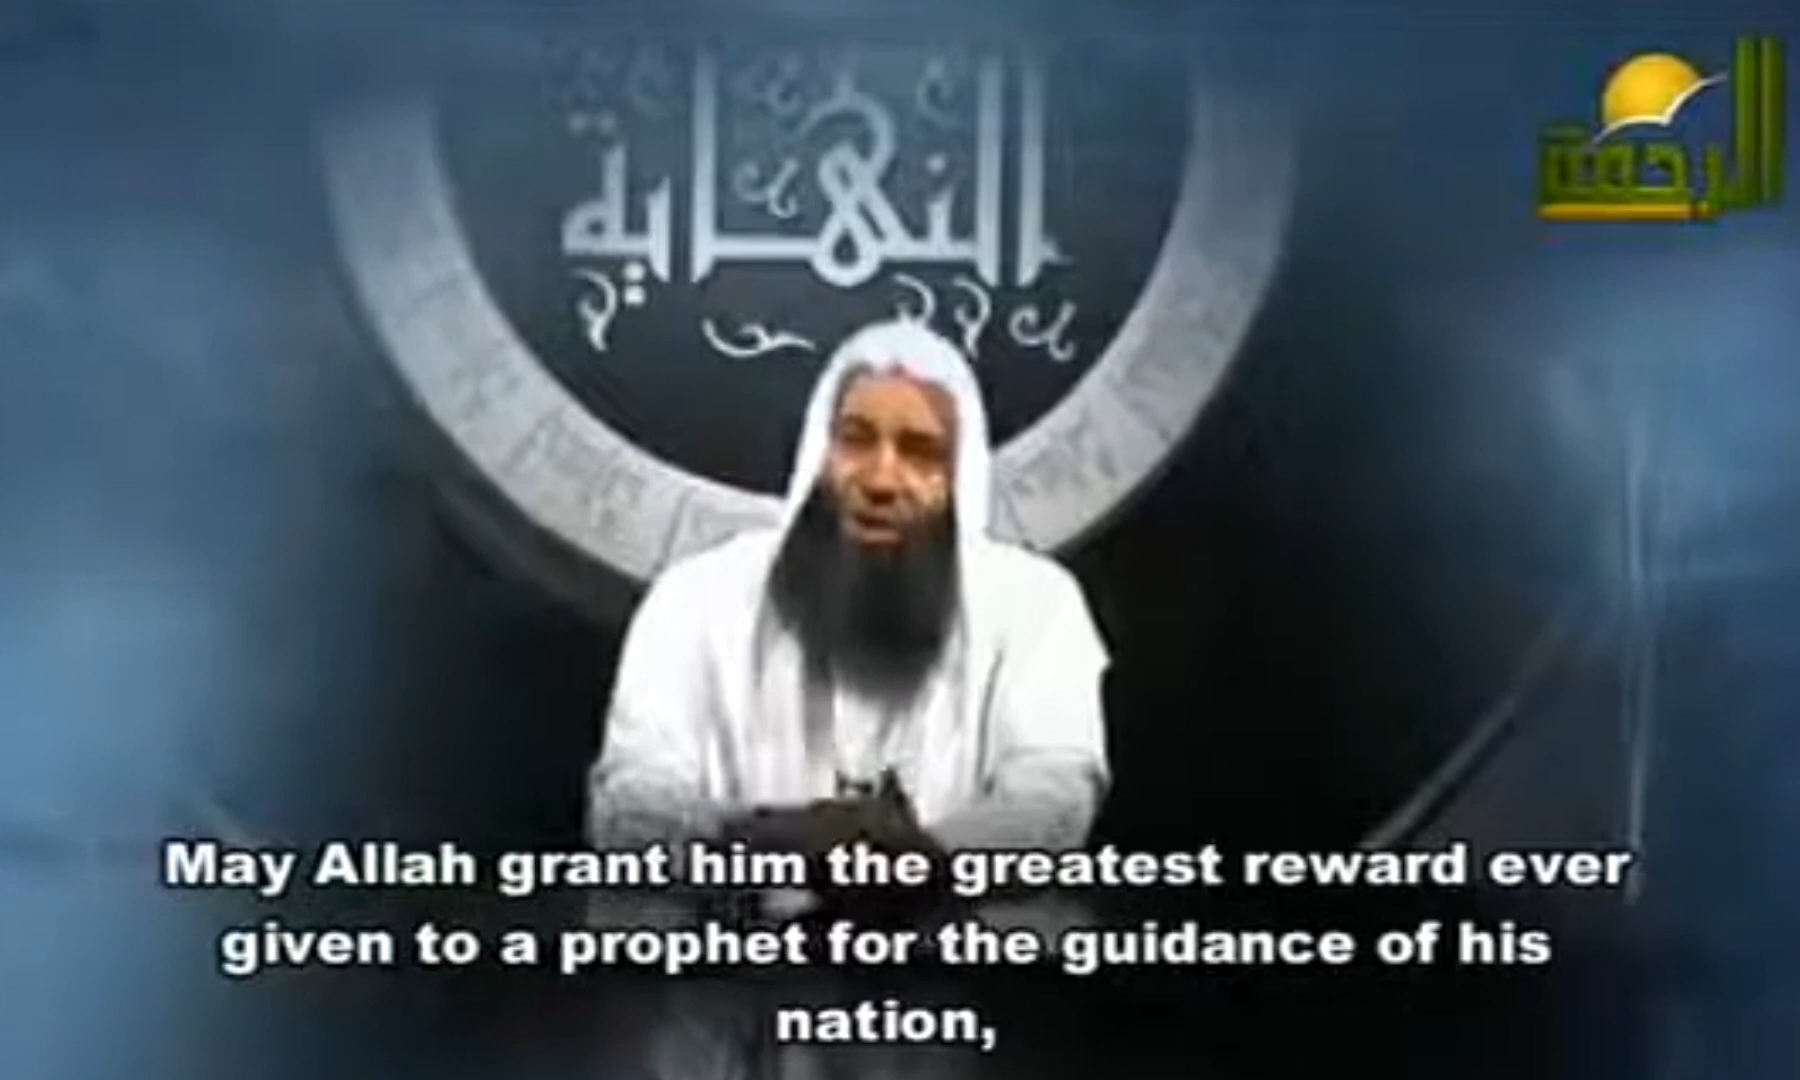 الرحمة
النهاية
May Allah grant him the greatest reward ever
given to a prophet for the guidance of his
nation,